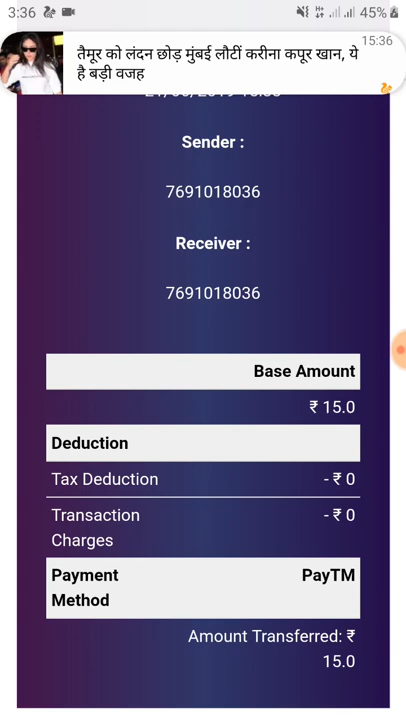 3:36 45%
15:36
तैमूर को लंदन छोड़ मुंबई लौटीं करीना कपूर खान, ये
है बड़ी वजह
Sender :
7691018036
Receiver :
7691018036
Base Amount
₹ 15.0
Deduction
Tax Deduction - ₹ 0
Transaction - ₹ 0
Charges
Payment PayTM
Method
Amount Transferred: ₹
15.0